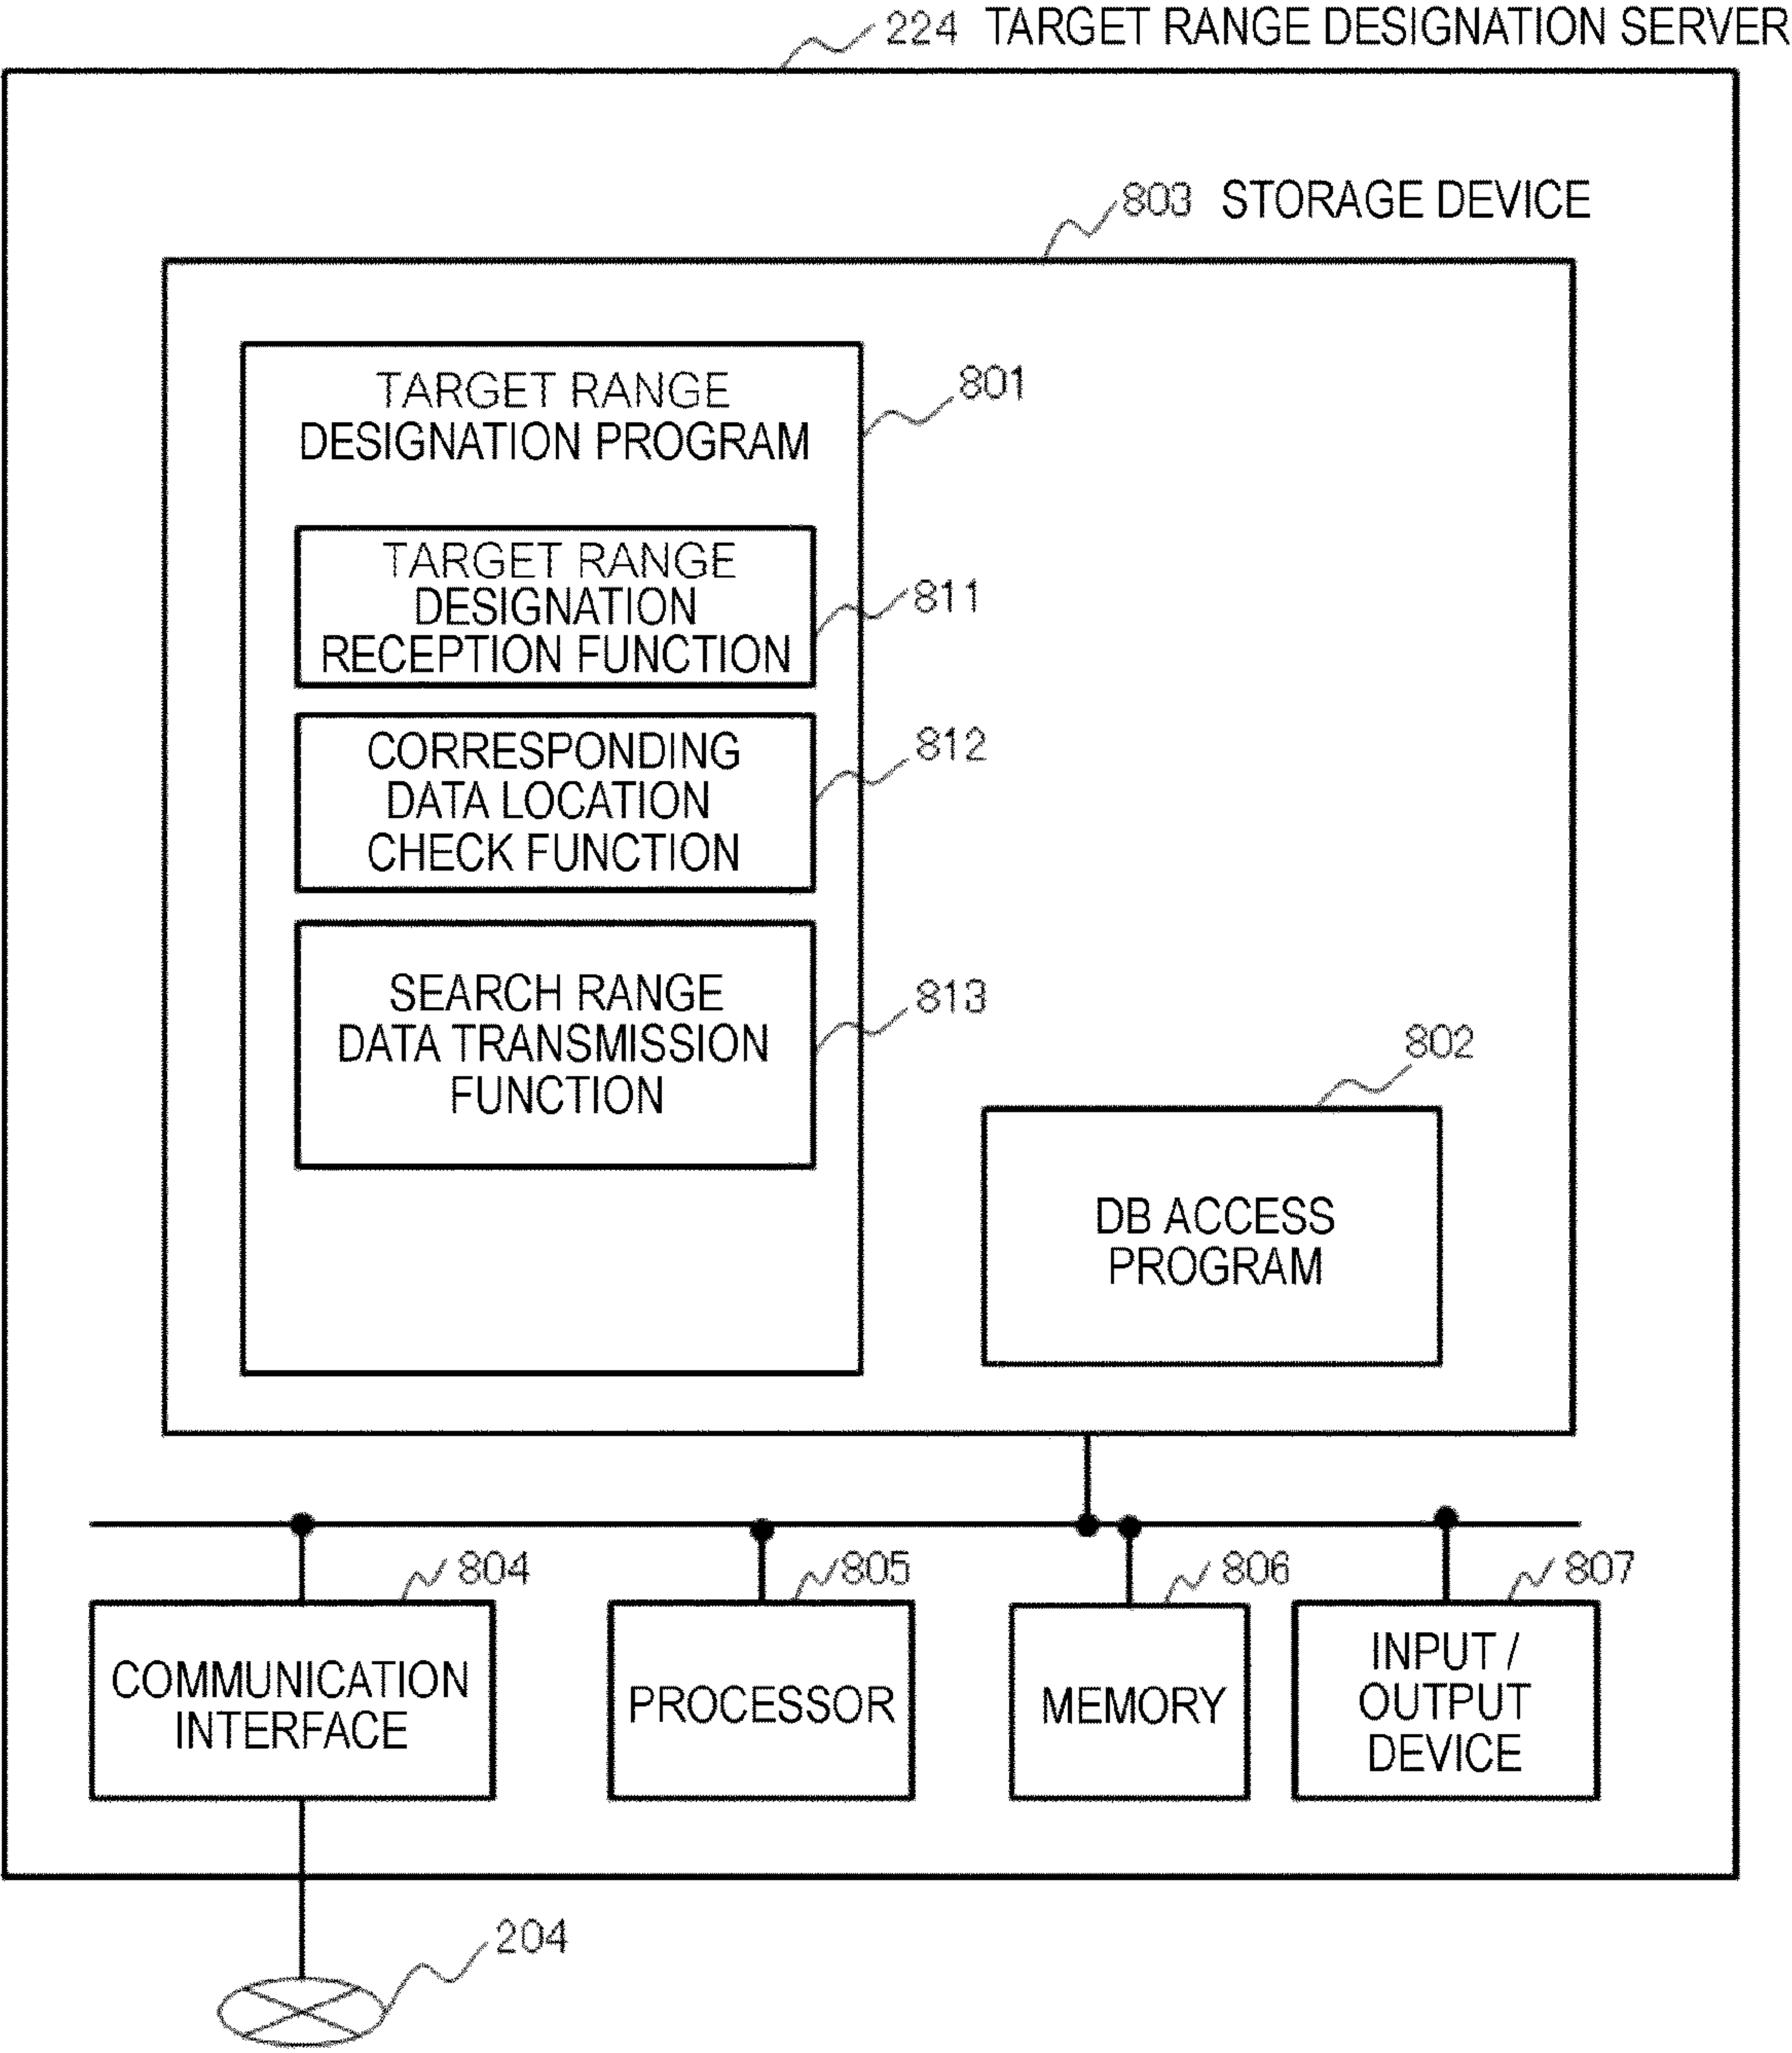 224 TARGET RANGE DESIGNATION SERVER
803 STORAGE DEVICE
TARGET RANGE
DESIGNATION PROGRAM
801
TARGET RANGE
DESIGNATION
RECEPTION FUNCTION
811
CORRESPONDING
DATA LOCATION
CHECK FUNCTION
812
SEARCH RANGE
DATA TRANSMISSION
FUNCTION
813
802
DB ACCESS
PROGRAM
804
COMMUNICATION
INTERFACE
805
PROCESSOR
806
MEMORY
807
INPUT /
OUTPUT
DEVICE
204